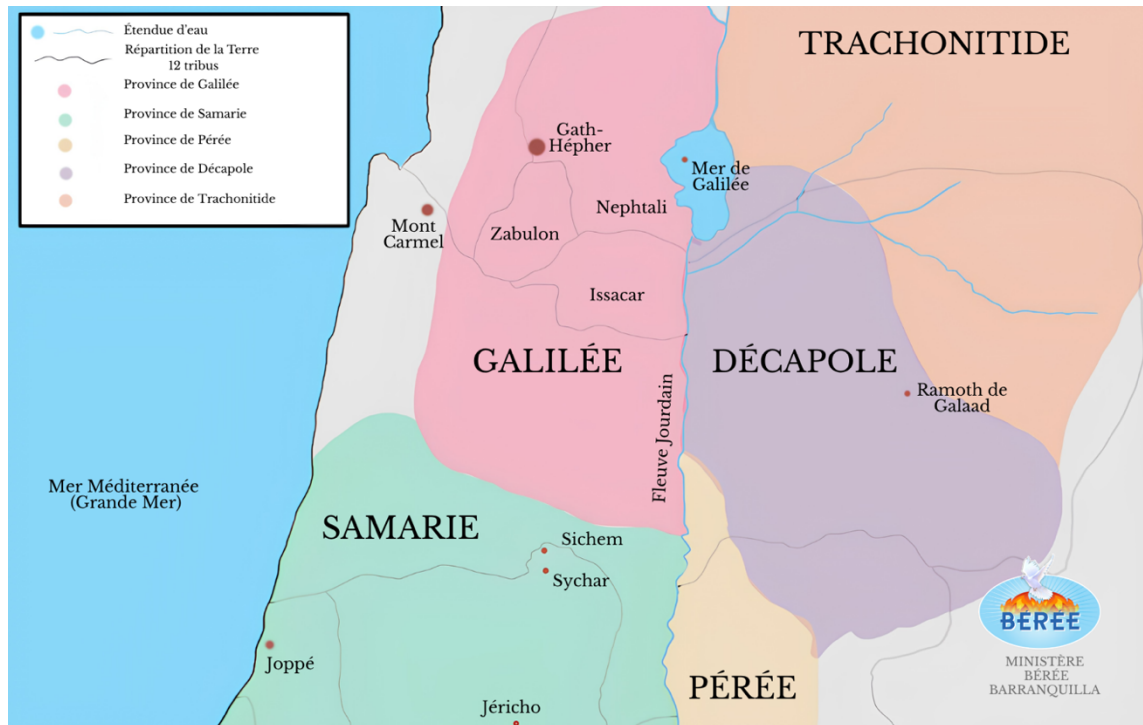 Étendue d'eau
Répartition de la Terre
12 tribus
Province de Galilée
Province de Samarie
Province de Pérée
Province de Décapole
Province de Trachonitide
TRACHONITIDE
Gath-
Hépher
Mer de
Galilée
Nephtali
Mont
Carmel
Zabulon
Issacar
GALILÉE
DÉCAPOLE
Ramoth de
Galaad
Fleuve Jourdain
Mer Méditerranée
(Grande Mer)
SAMARIE
Sichem
Sychar
Joppé
Jéricho
PÉRÉE
BÉRÉE
MINISTÈRE
BÉRÉE
BARRANQUILLA